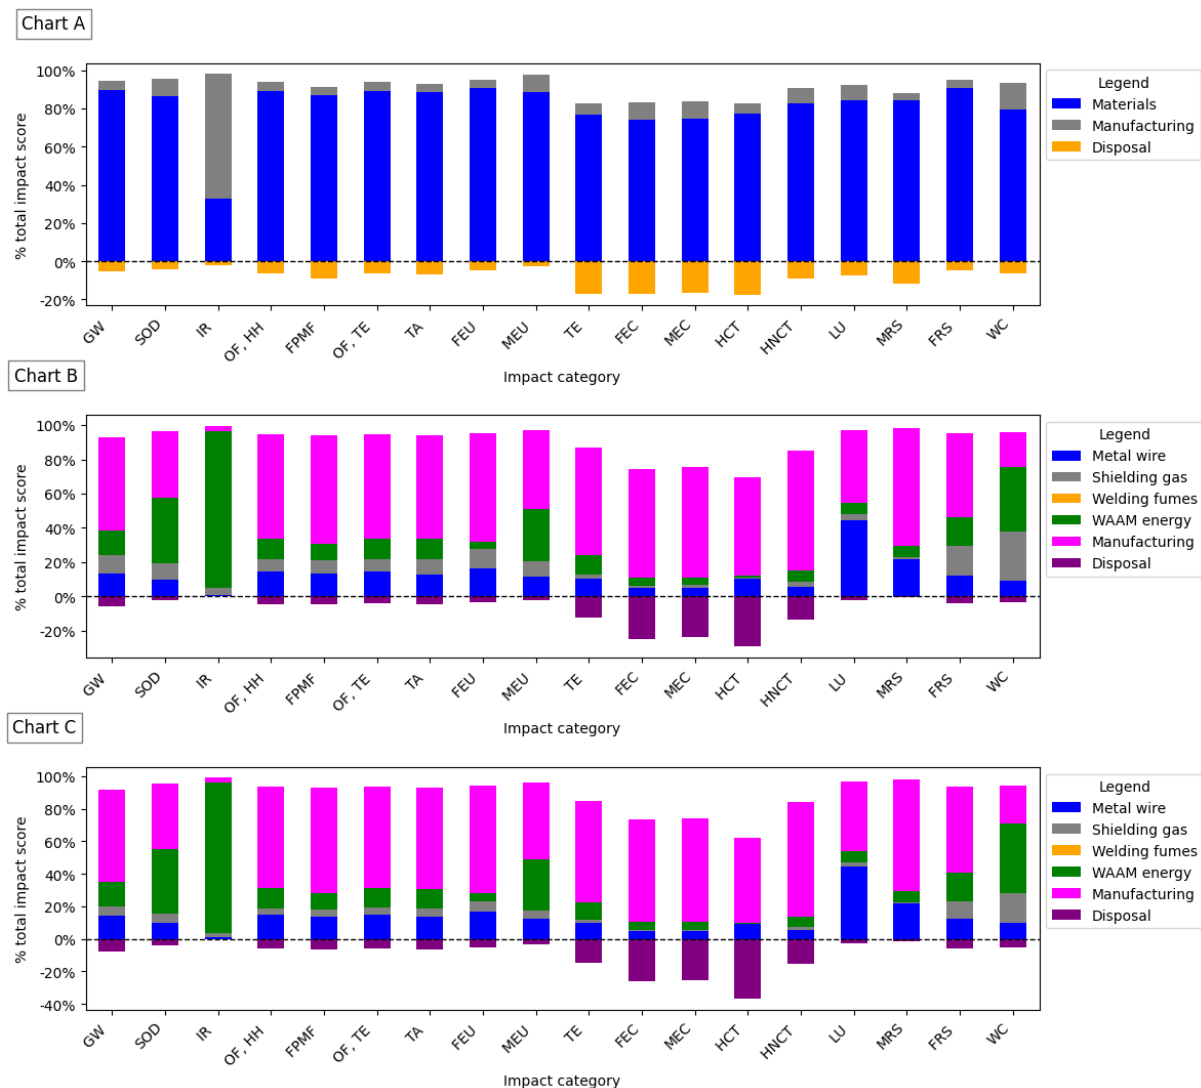 Chart A
100%
80%
60%
40%
20%
0%
-20%
% total impact score
GW SOD IR OF, HH FPMF OF, TE TA FEU MEU TE FEC MEC HCT HNCT LU MRS FRS WC
Impact category
Legend
Materials
Manufacturing
Disposal
Chart B
100%
80%
60%
40%
20%
0%
-20%
% total impact score
GW SOD IR OF, HH FPMF OF, TE TA FEU MEU TE FEC MEC HCT HNCT LU MRS FRS WC
Impact category
Legend
Metal wire
Shielding gas
Welding fumes
WAAM energy
Manufacturing
Disposal
Chart C
100%
80%
60%
40%
20%
0%
-20%
-40%
% total impact score
GW SOD IR OF, HH FPMF OF, TE TA FEU MEU TE FEC MEC HCT HNCT LU MRS FRS WC
Impact category
Legend
Metal wire
Shielding gas
Welding fumes
WAAM energy
Manufacturing
Disposal